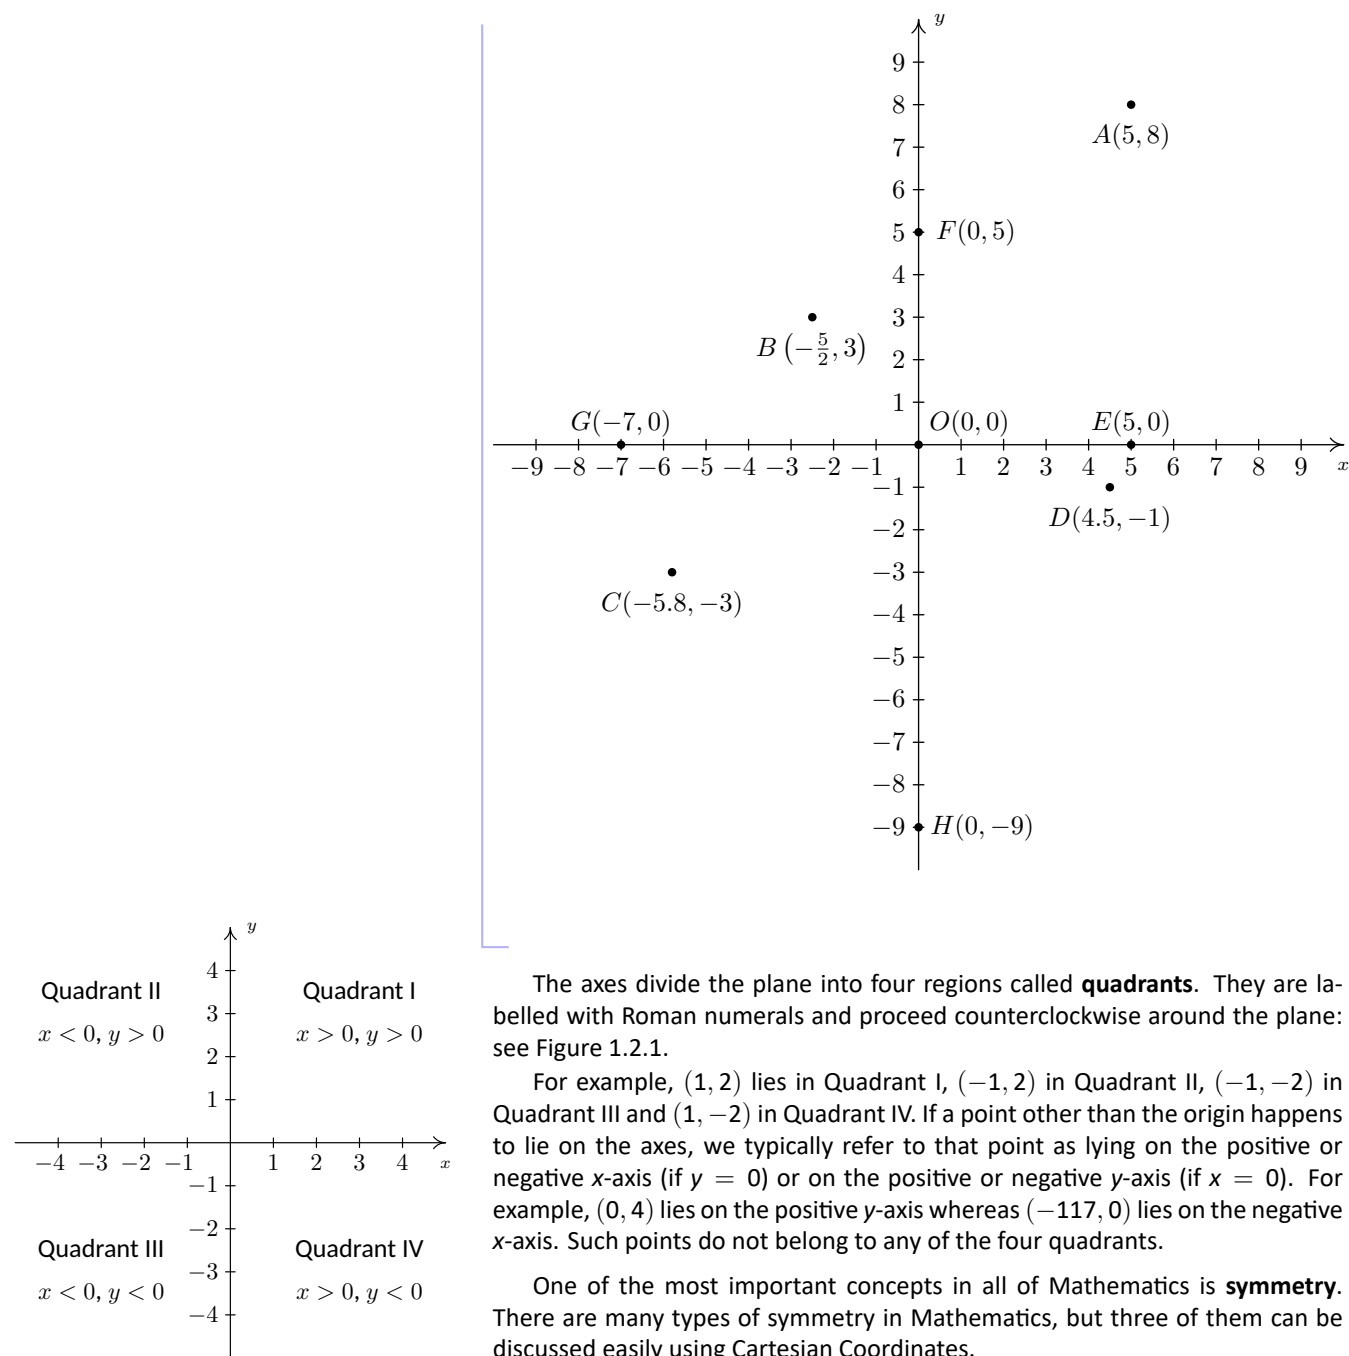 y
9
8
A(5, 8)
7
6
5 F(0, 5)
4
3
B (−5/2, 3)
2
1
G(−7, 0) O(0, 0) E(5, 0)
−9 −8 −7 −6 −5 −4 −3 −2 −1 1 2 3 4 5 6 7 8 9 x
−1
D(4.5, −1)
−2
−3
C(−5.8, −3)
−4
−5
−6
−7
−8
−9 H(0, −9)
y
4
Quadrant II Quadrant I
3
x < 0, y > 0 x > 0, y > 0
2
1
−4 −3 −2 −1 1 2 3 4 x
−1
−2
Quadrant III Quadrant IV
−3
x < 0, y < 0 x > 0, y < 0
−4
The axes divide the plane into four regions called quadrants. They are la-
belled with Roman numerals and proceed counterclockwise around the plane:
see Figure 1.2.1.
For example, (1, 2) lies in Quadrant I, (−1, 2) in Quadrant II, (−1, −2) in
Quadrant III and (1, −2) in Quadrant IV. If a point other than the origin happens
to lie on the axes, we typically refer to that point as lying on the positive or
negative x-axis (if y = 0) or on the positive or negative y-axis (if x = 0). For
example, (0, 4) lies on the positive y-axis whereas (−117, 0) lies on the negative
x-axis. Such points do not belong to any of the four quadrants.
One of the most important concepts in all of Mathematics is symmetry.
There are many types of symmetry in Mathematics, but three of them can be
discussed easily using Cartesian Coordinates.